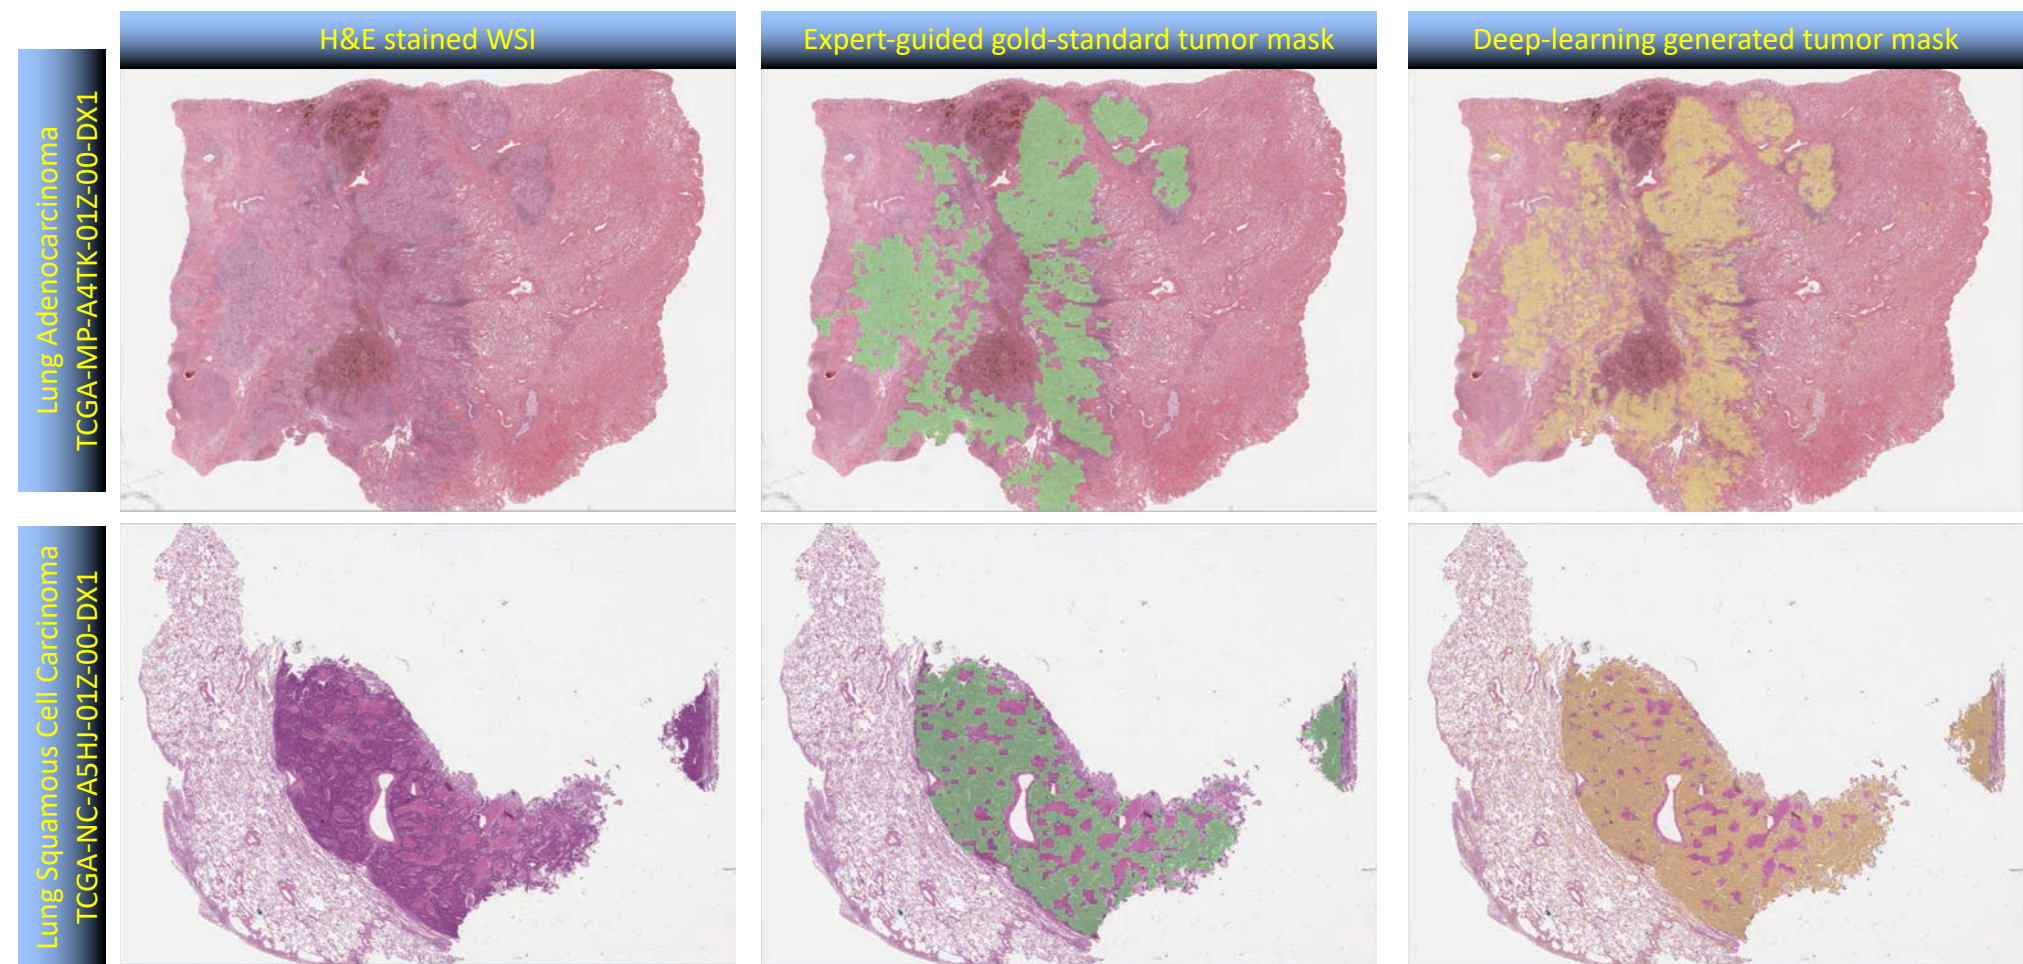 H&E stained WSI
Expert-guided gold-standard tumor mask
Deep-learning generated tumor mask
Lung Adenocarcinoma
TCGA-MP-A4TK-01Z-00-DX1
Lung Squamous Cell Carcinoma
TCGA-NC-A5HJ-01Z-00-DX1